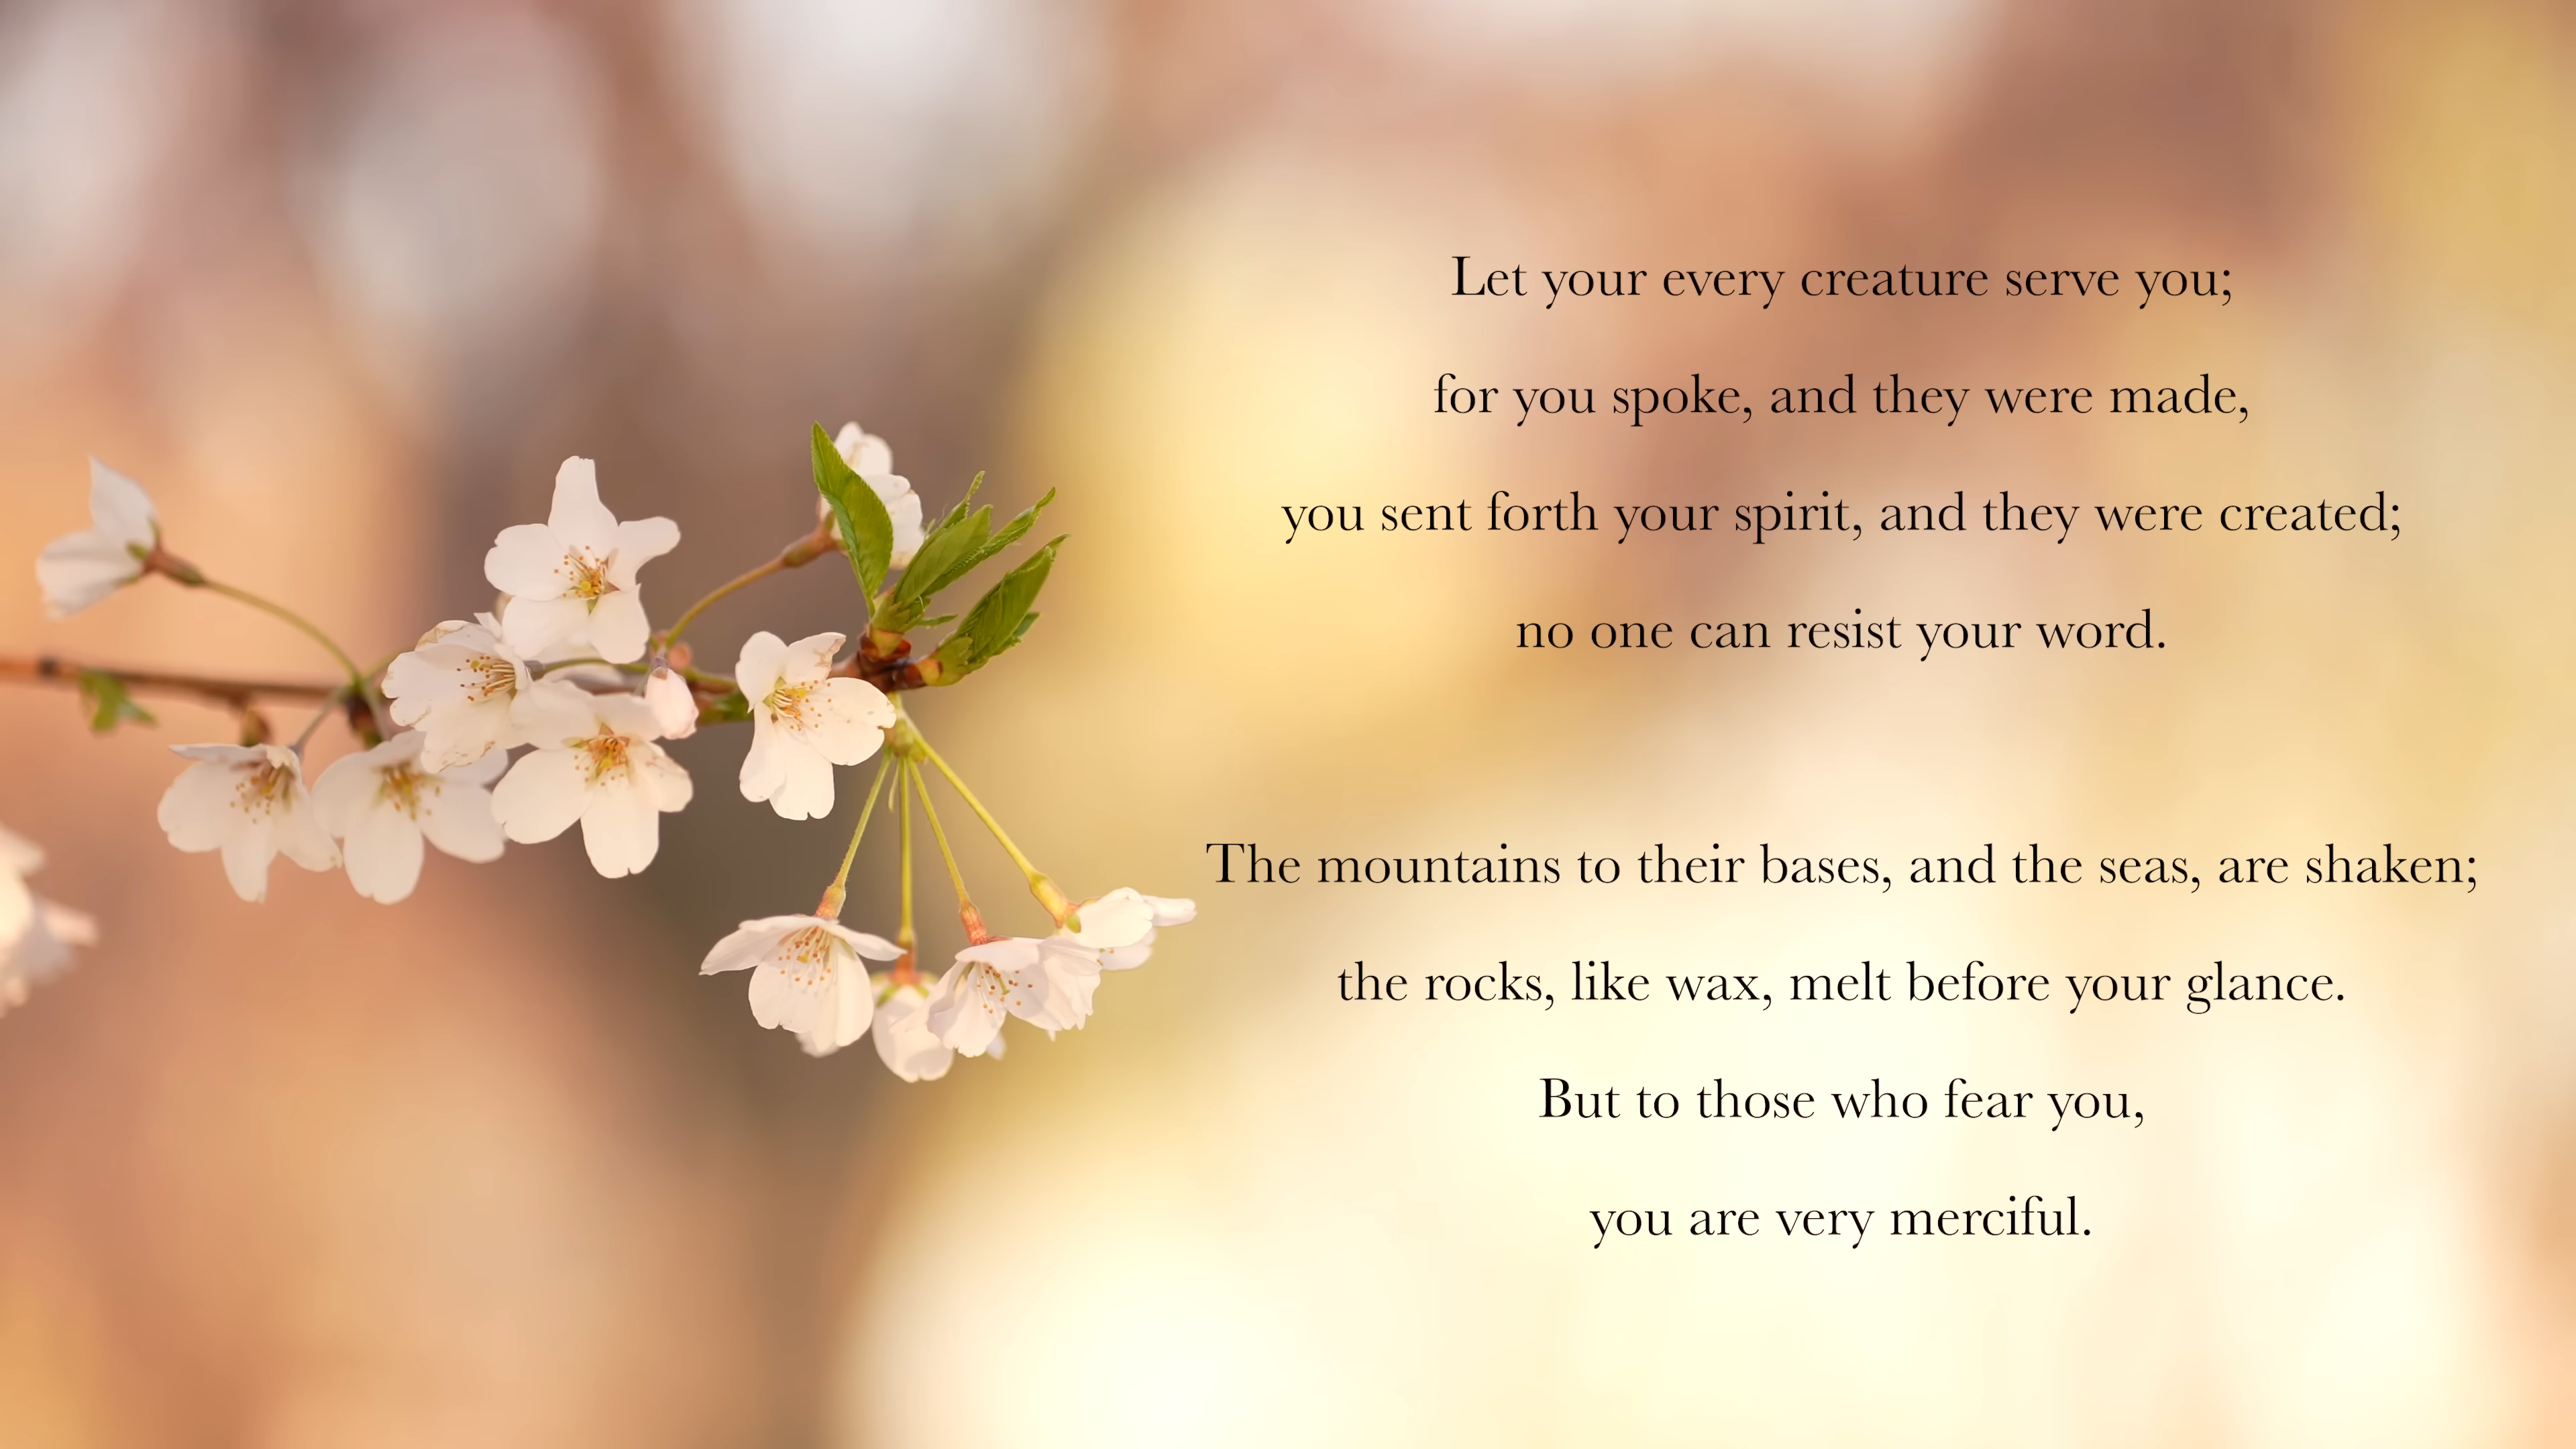 Let your every creature serve you;
for you spoke, and they were made,
you sent forth your spirit, and they were created;
no one can resist your word.
The mountains to their bases, and the seas, are shaken;
the rocks, like wax, melt before your glance.
But to those who fear you,
you are very merciful.